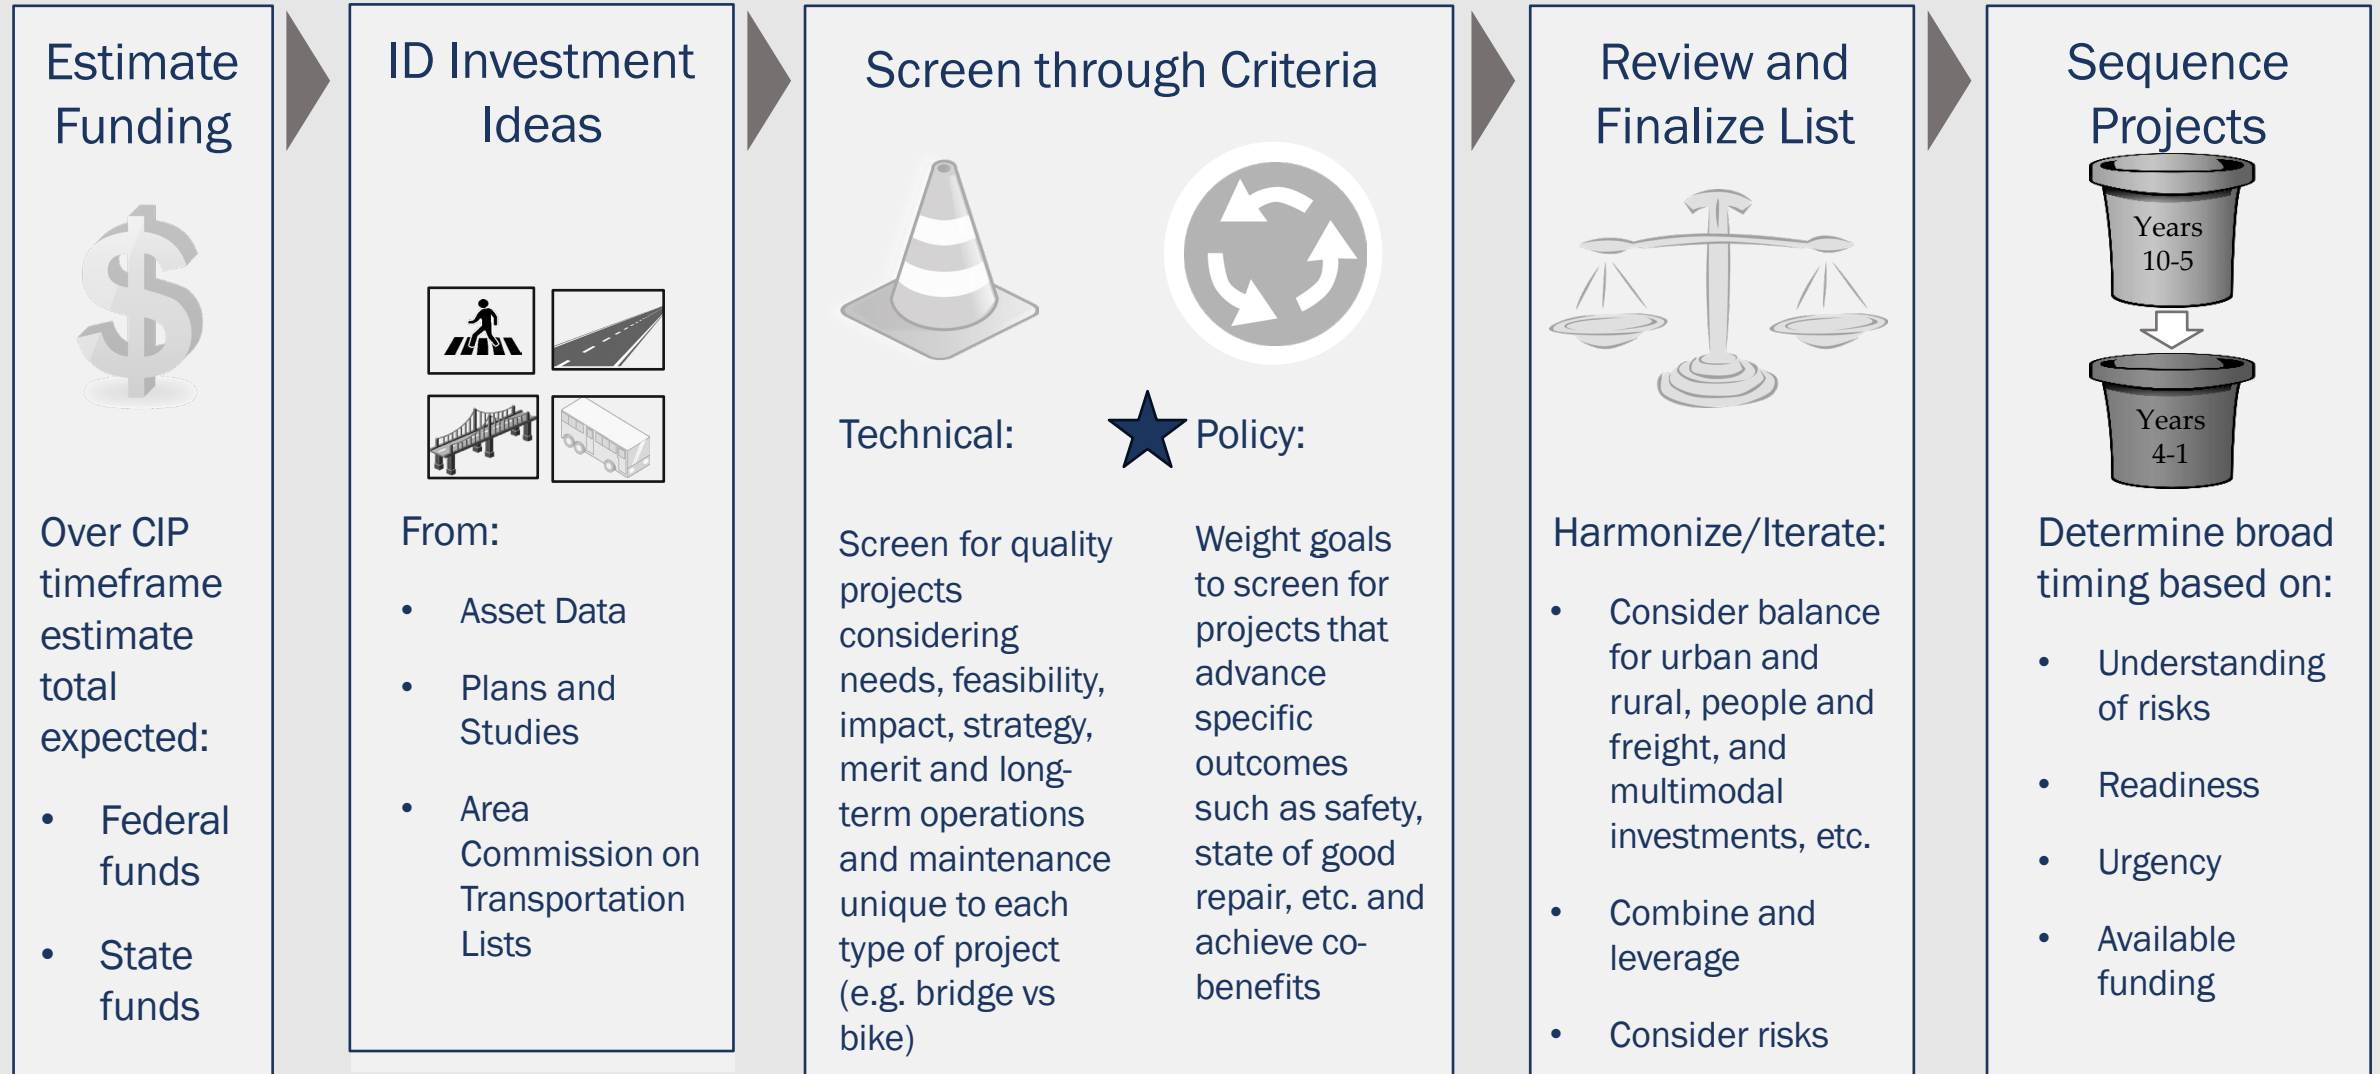 Estimate
Funding
Over CIP
timeframe
estimate
total
expected:
• Federal
funds
• State
funds
ID Investment
Ideas
From:
• Asset Data
• Plans and
Studies
• Area
Commission on
Transportation
Lists
Screen through Criteria
Technical:
Screen for quality
projects
considering
needs, feasibility,
impact, strategy,
merit and long-
term operations
and maintenance
unique to each
type of project
(e.g. bridge vs
bike)
Policy:
Weight goals
to screen for
projects that
advance
specific
outcomes
such as safety,
state of good
repair, etc. and
achieve co-
benefits
Review and
Finalize List
Harmonize/Iterate:
• Consider balance
for urban and
rural, people and
freight, and
multimodal
investments, etc.
• Combine and
leverage
• Consider risks
Sequence
Projects
Years
10-5
Years
4-1
Determine broad
timing based on:
• Understanding
of risks
• Readiness
• Urgency
• Available
funding